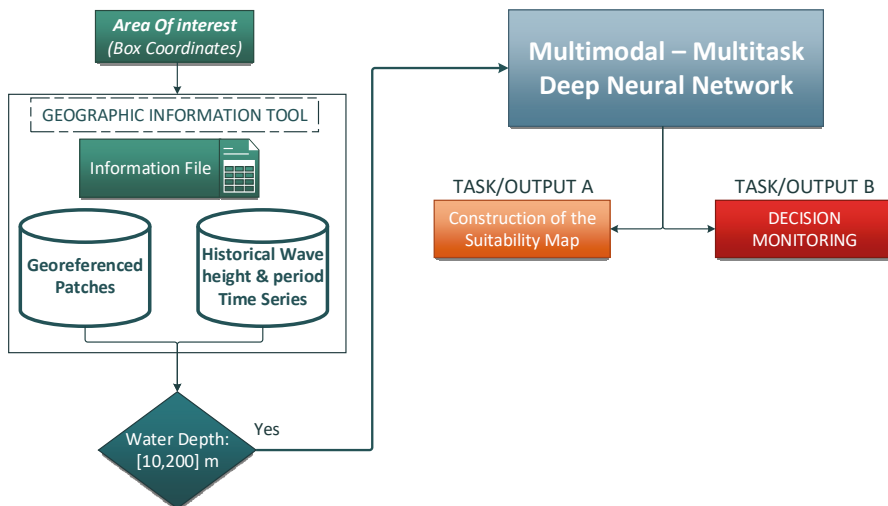 Area Of interest
(Box Coordinates)
GEOGRAPHIC INFORMATION TOOL
Information File
Georeferenced
Patches
Historical Wave
height & period
Time Series
Water Depth:
[10,200] m
Yes
Multimodal – Multitask
Deep Neural Network
TASK/OUTPUT A
Construction of the
Suitability Map
TASK/OUTPUT B
DECISION
MONITORING